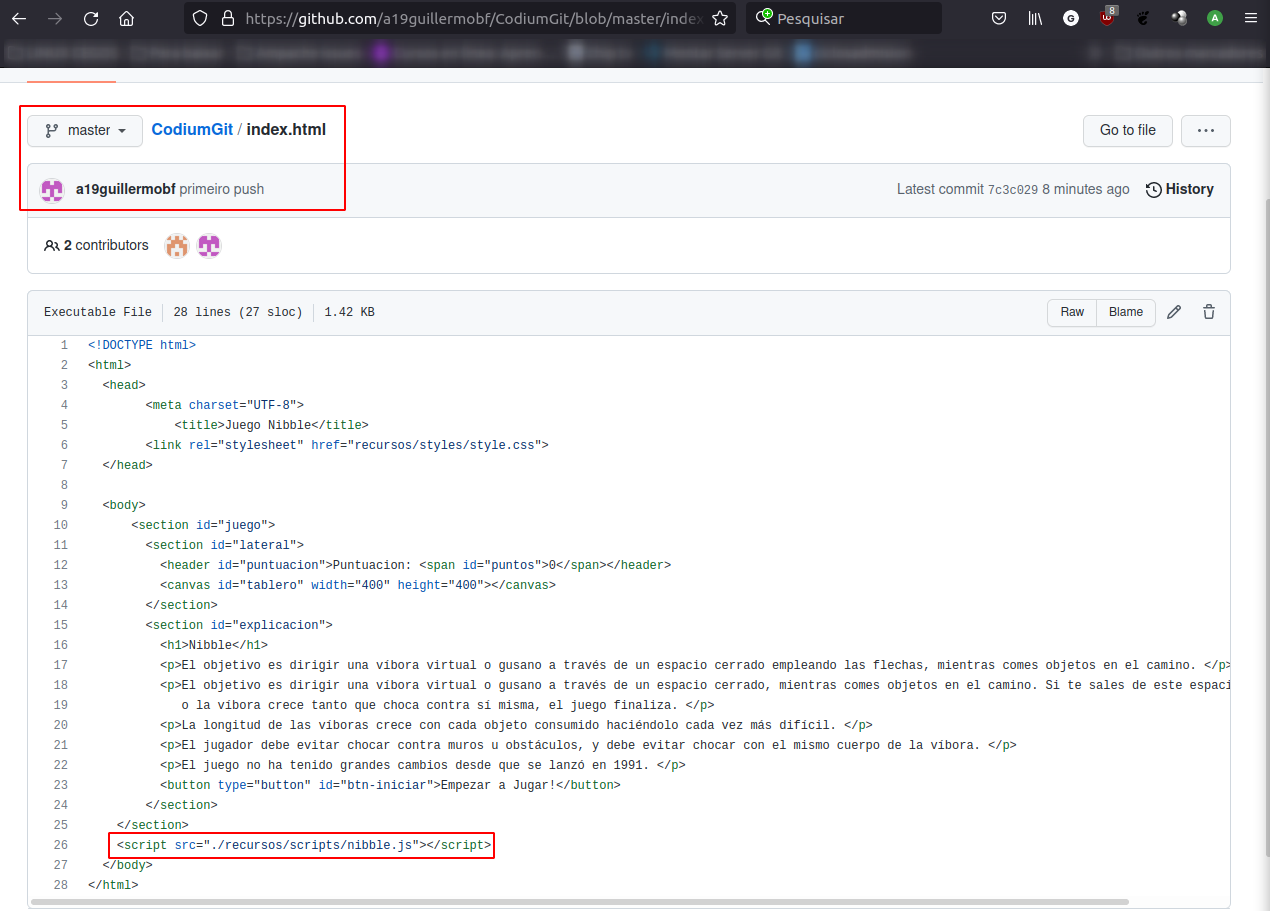 https://github.com/a19guillermobf/CodiumGit/blob/master/index
Pesquisar
G
8
A
master
CodiumGit / index.html
Go to file
a19guillermobf primeiro push
Latest commit 7c3c029 8 minutes ago
History
2 contributors
Executable File
28 lines (27 sloc)
1.42 KB
Raw
Blame
1 <!DOCTYPE html>
2 <html>
3 <head>
4 <meta charset="UTF-8">
5 <title>Juego Nibble</title>
6 <link rel="stylesheet" href="recursos/styles/style.css">
7 </head>
8
9 <body>
10 <section id="juego">
11 <section id="lateral">
12 <header id="puntuacion">Puntuacion: <span id="puntos">0</span></header>
13 <canvas id="tablero" width="400" height="400"></canvas>
14 </section>
15 <section id="explicacion">
16 <h1>Nibble</h1>
17 <p>El objetivo es dirigir una víbora virtual o gusano a través de un espacio cerrado empleando las flechas, mientras comes objetos en el camino. </p>
18 <p>El objetivo es dirigir una víbora virtual o gusano a través de un espacio cerrado, mientras comes objetos en el camino. Si te sales de este espaci
19 o la víbora crece tanto que choca contra sí misma, el juego finaliza. </p>
20 <p>La longitud de las víboras crece con cada objeto consumido haciéndolo cada vez más difícil. </p>
21 <p>El jugador debe evitar chocar contra muros u obstáculos, y debe evitar chocar con el mismo cuerpo de la víbora. </p>
22 <p>El juego no ha tenido grandes cambios desde que se lanzó en 1991. </p>
23 <button type="button" id="btn-iniciar">Empezar a Jugar!</button>
24 </section>
25 </section>
26 <script src="./recursos/scripts/nibble.js"></script>
27 </body>
28 </html>